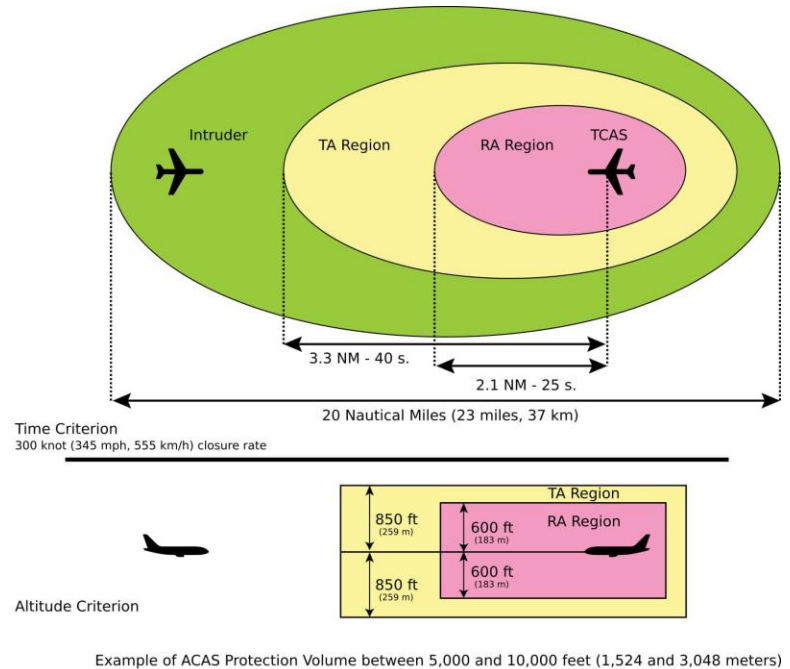 Intruder
TA Region
RA Region
TCAS
3.3 NM - 40 s.
2.1 NM - 25 s.
20 Nautical Miles (23 miles, 37 km)
Time Criterion
300 knot (345 mph, 555 km/h) closure rate
TA Region
850 ft
(259 m)
600 ft
(183 m)
RA Region
850 ft
(259 m)
600 ft
(183 m)
Altitude Criterion
Example of ACAS Protection Volume between 5,000 and 10,000 feet (1,524 and 3,048 meters)